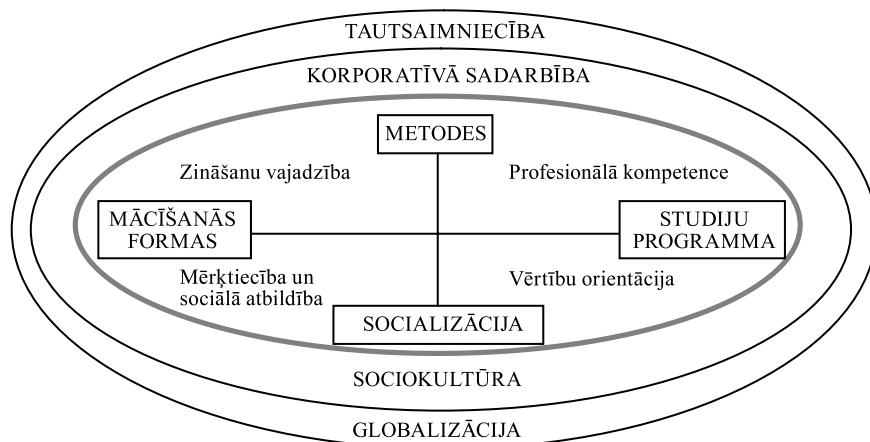 TAUTSAIMNIECĪBA
KORPORATĪVĀ SADARBĪBA
METODES
Zināšanu vajadzība
Profesionālā kompetence
MĀCĪŠANĀS
FORMAS
STUDIJU
PROGRAMMA
Mērķtiecība un
sociālā atbildība
Vērtību orientācija
SOCIALIZĀCIJA
SOCIOKULTŪRA
GLOBALIZĀCIJA